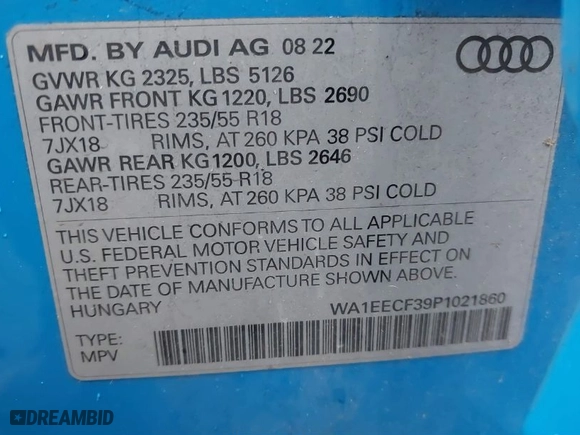 MFD. BY AUDI AG 08 22
GVWR KG 2325, LBS 5126
GAWR FRONT KG 1220, LBS 2690
FRONT-TIRES 235/55 R18
7JX18 RIMS, AT 260 KPA 38 PSI COLD
GAWR REAR KG 1200, LBS 2646
REAR-TIRES 235/55 R18
7JX18 RIMS, AT 260 KPA 38 PSI COLD
THIS VEHICLE CONFORMS TO ALL APPLICABLE
U.S. FEDERAL MOTOR VEHICLE SAFETY AND
THEFT PREVENTION STANDARDS IN EFFECT ON
THE DATE OF MANUFACTURE SHOWN ABOVE.
HUNGARY WA1EECF39P1021860
TYPE:
MPV
DREAMBID